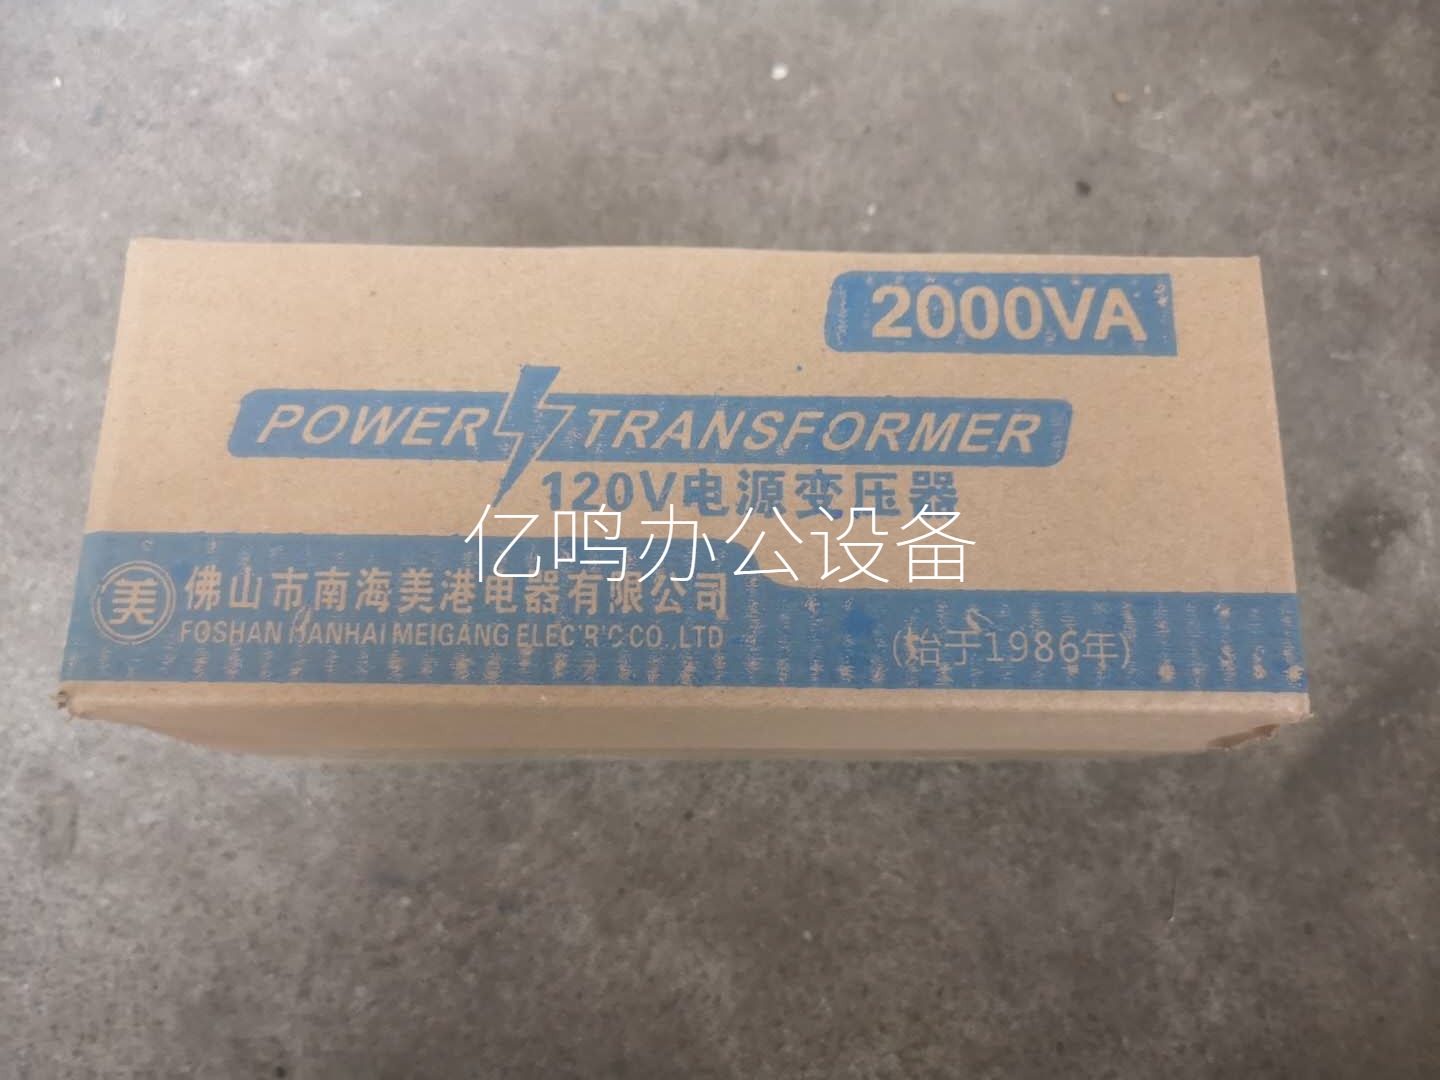 2000VA
POWER TRANSFORMER
120V电源变压器
亿鸣办公设备
美 佛山市南海美港电器有限公司
FOSHAN NANHAI MEIGANG ELECTRIC CO.,LTD
(始于1986年)